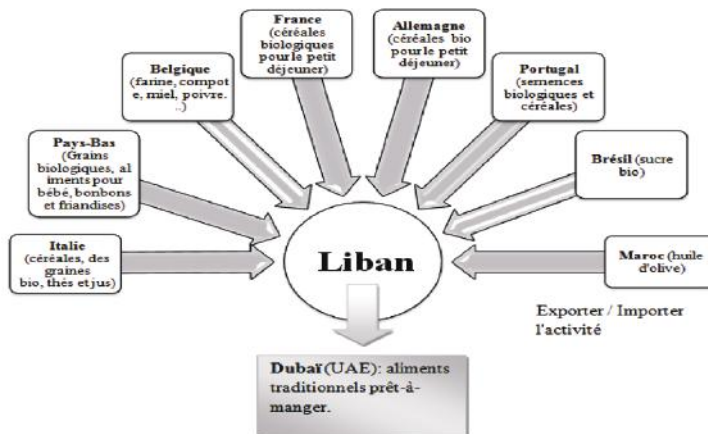 France
(céréales
biologiques
pour le petit
déjeuner)
Allemagne
(céréales bio
pour le petit
déjeuner)
Belgique
(farine, compot
e, miel, poivre.
..)
Portugal
(semences
biologiques et
céréales)
Pays-Bas
(Grains
biologiques, al
iments pour
bébé, bonbons
et friandises)
Brésil (sucre
bio)
Italie
(céréales, des
graines
bio, thés et jus)
Liban
Maroc (huile
d'olive)
Exporter / Importer
l'activité
Dubaï (UAE): aliments
traditionnels prêt-à-
manger.